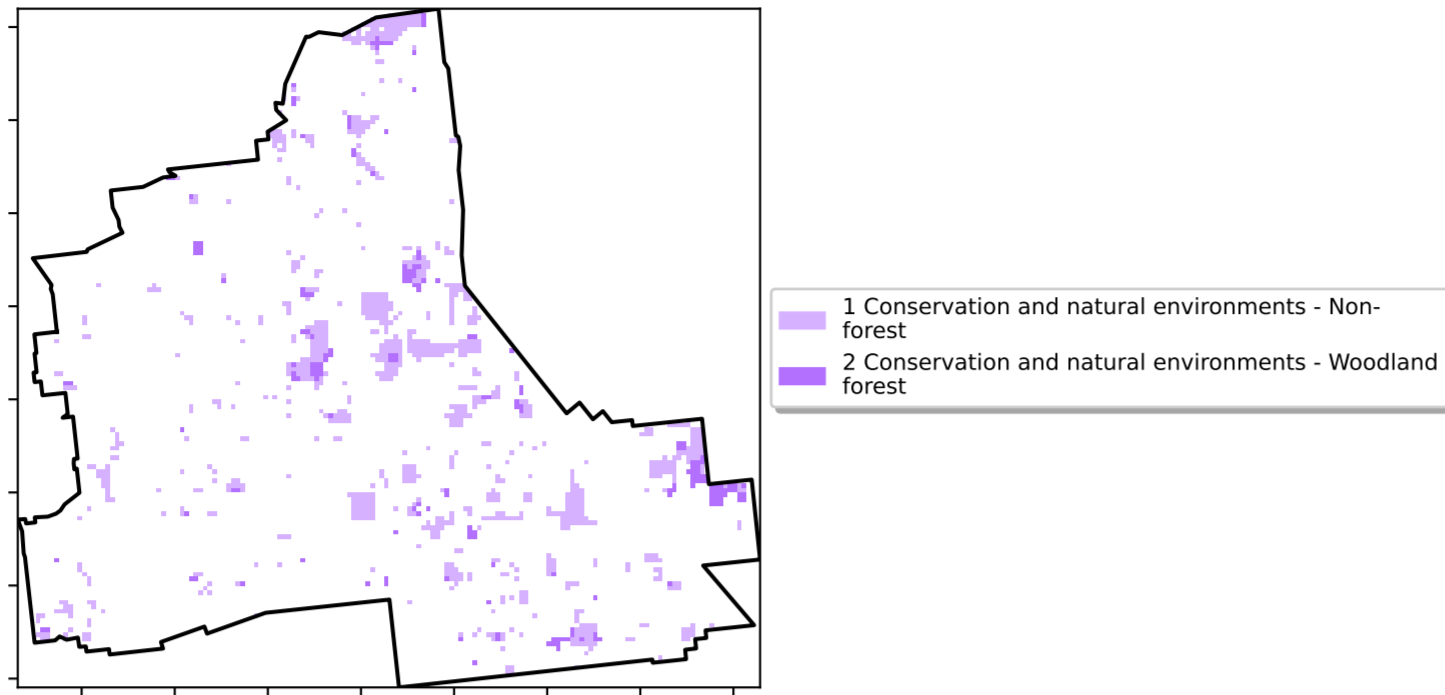 1 Conservation and natural environments - Non-
forest
2 Conservation and natural environments - Woodland
forest